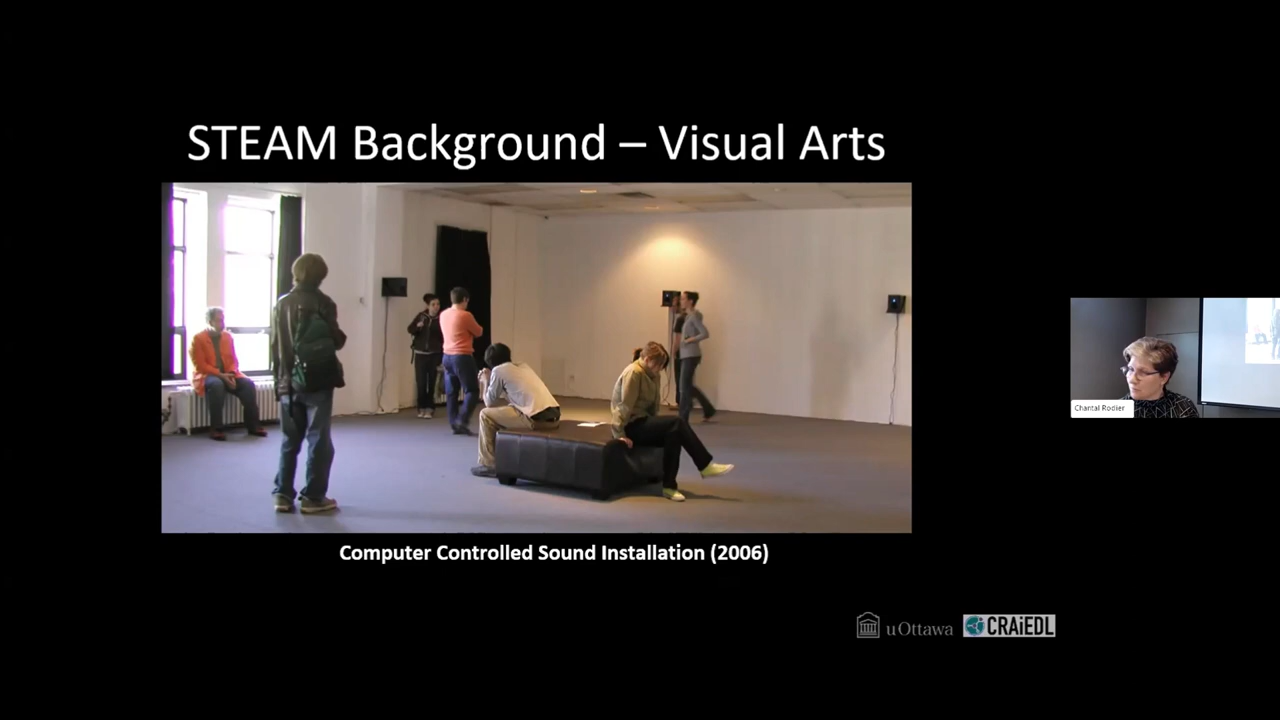 STEAM Background – Visual Arts
Computer Controlled Sound Installation (2006)
Chantal Rodier
uOttawa
CRAiEDL